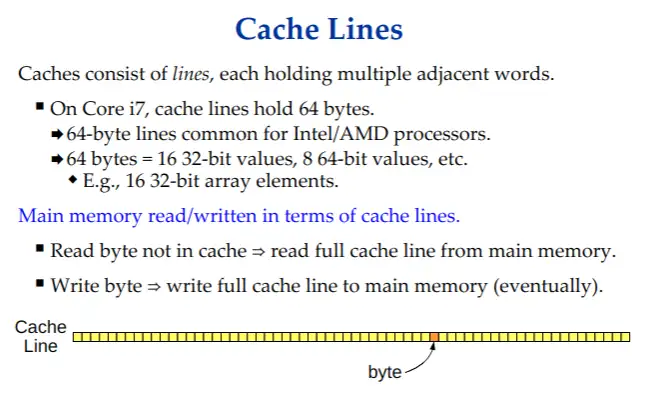 Cache Lines
Caches consist of lines, each holding multiple adjacent words.
▪ On Core i7, cache lines hold 64 bytes.
➡64-byte lines common for Intel/AMD processors.
➡64 bytes = 16 32-bit values, 8 64-bit values, etc.
◆ E.g., 16 32-bit array elements.
Main memory read/written in terms of cache lines.
▪ Read byte not in cache ⇒ read full cache line from main memory.
▪ Write byte ⇒ write full cache line to main memory (eventually).
Cache
Line
byte